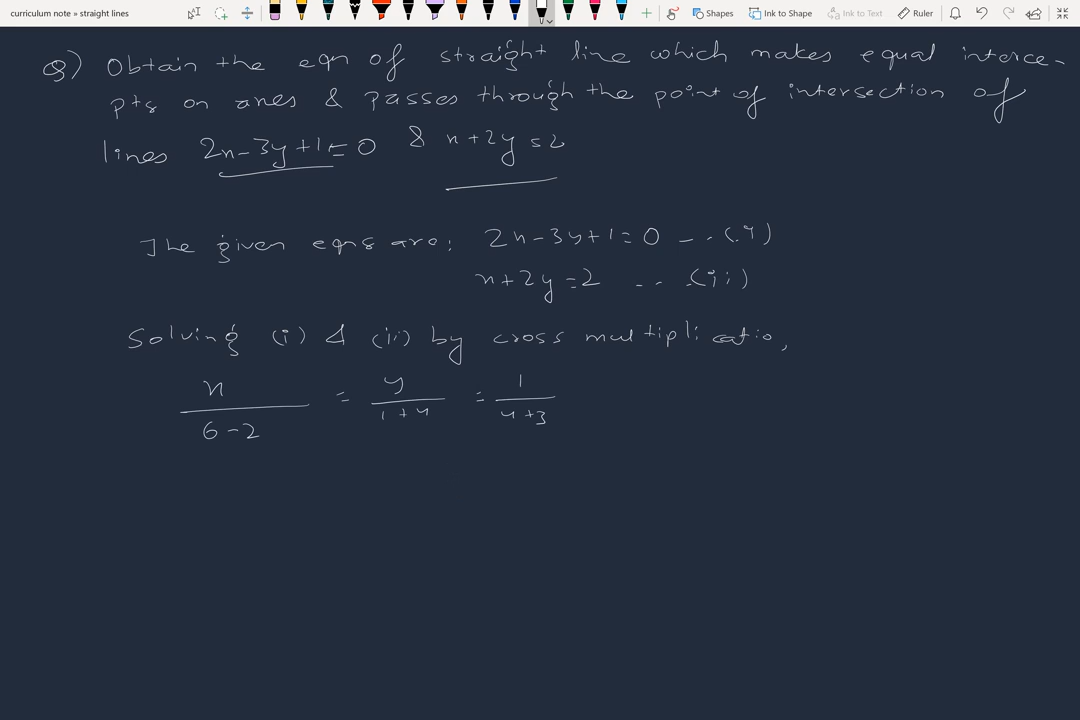 curriculum note » straight lines
Shapes Ink to Shape Ink to Text Ruler
Q) Obtain the eqn of straight line which makes equal interce-
pts on axes & passes through the point of intersection of
lines 2x-3y+1=0 & x+2y=2
The given eqns are: 2x-3y+1=0 ...(i)
x+2y=2 ...(ii)
Solving (i) & (ii) by cross multiplicatio,
x/(6-2) = y/(1+4) = 1/(4+3)